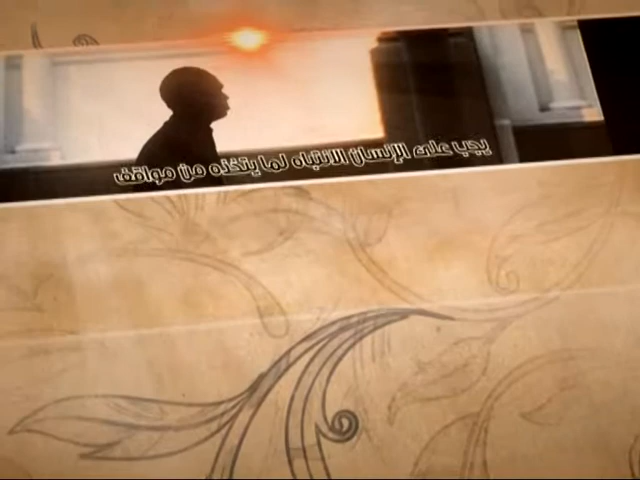 يجب على الإنسان الانتباه لما يتخذه من مواقف